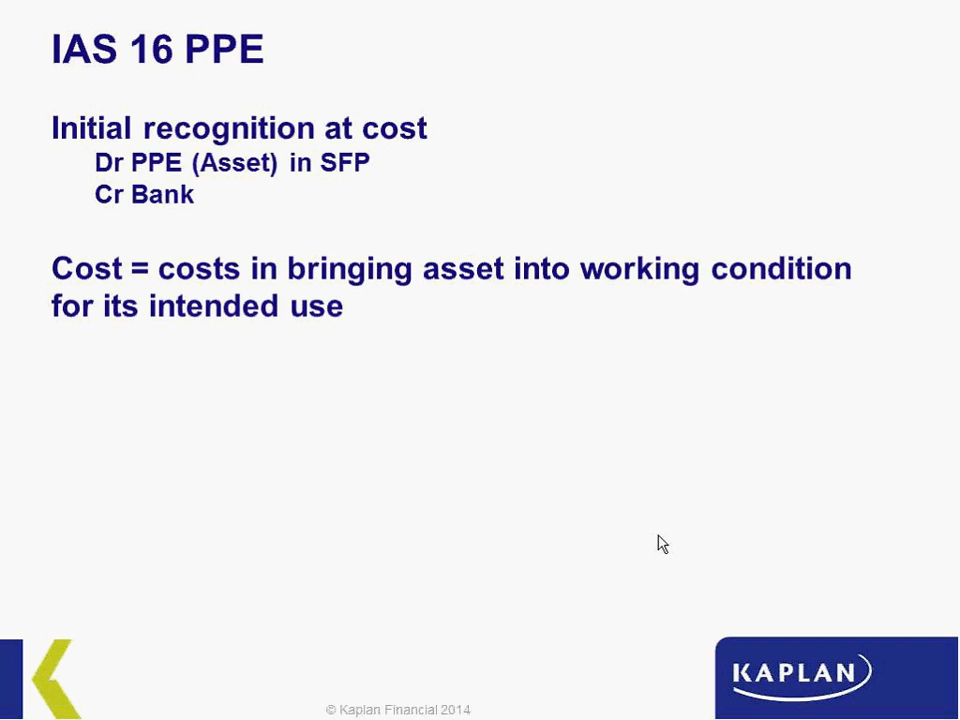 IAS 16 PPE
Initial recognition at cost
Dr PPE (Asset) in SFP
Cr Bank
Cost = costs in bringing asset into working condition
for its intended use
KAPLAN
© Kaplan Financial 2014